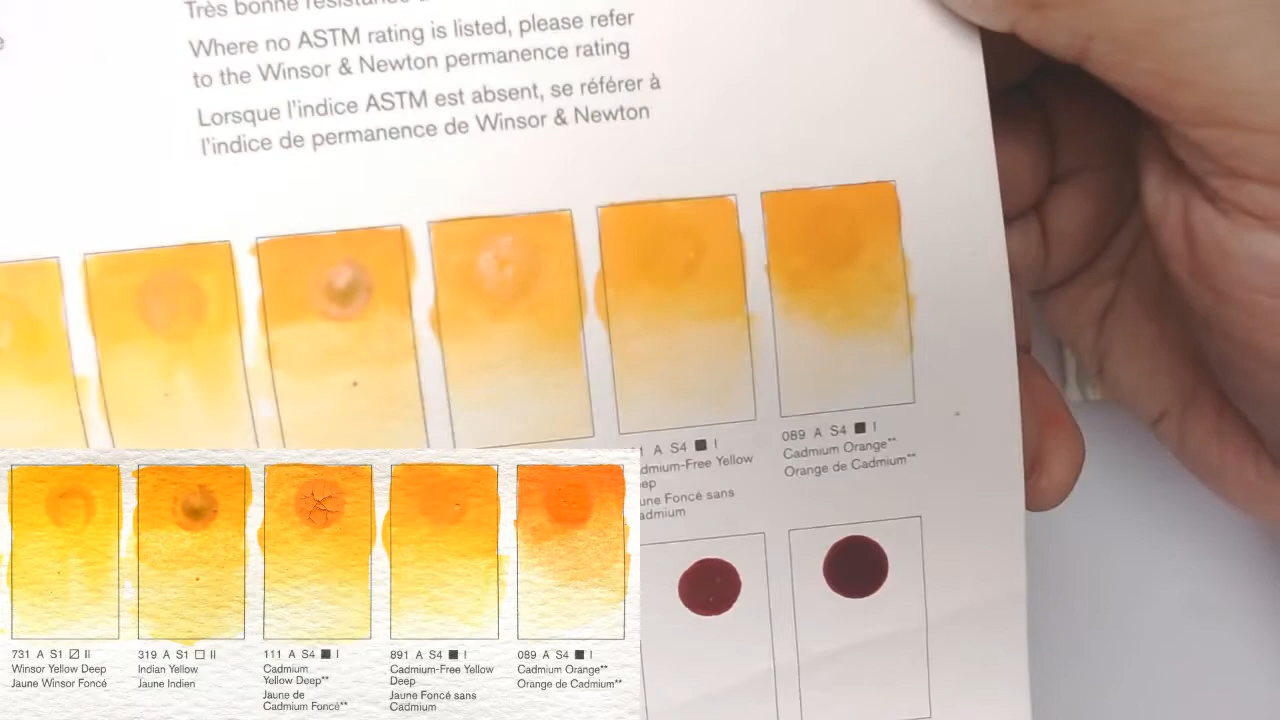 Très bonne résistance
Where no ASTM rating is listed, please refer
to the Winsor & Newton permanence rating
Lorsque l'indice ASTM est absent, se référer à
l'indice de permanence de Winsor & Newton
1 A S4 I
dmium-Free Yellow
ep
une Foncé sans
admium
089 A S4 I
Cadmium Orange**
Orange de Cadmium**
731 A S1 II
Winsor Yellow Deep
Jaune Winsor Foncé
319 A S1 II
Indian Yellow
Jaune Indien
111 A S4 I
Cadmium
Yellow Deep**
Jaune de
Cadmium Foncé**
891 A S4 I
Cadmium-Free Yellow
Deep
Jaune Foncé sans
Cadmium
089 A S4 I
Cadmium Orange**
Orange de Cadmium**